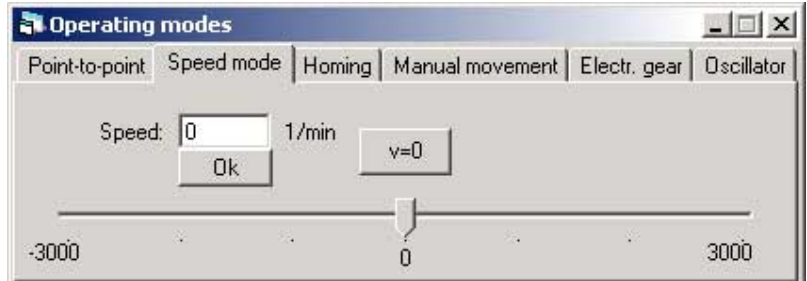 Operating modes
Point-to-point Speed mode Homing Manual movement Electr. gear Oscillator
Speed: 0 1/min v=0
Ok
-3000 0 3000